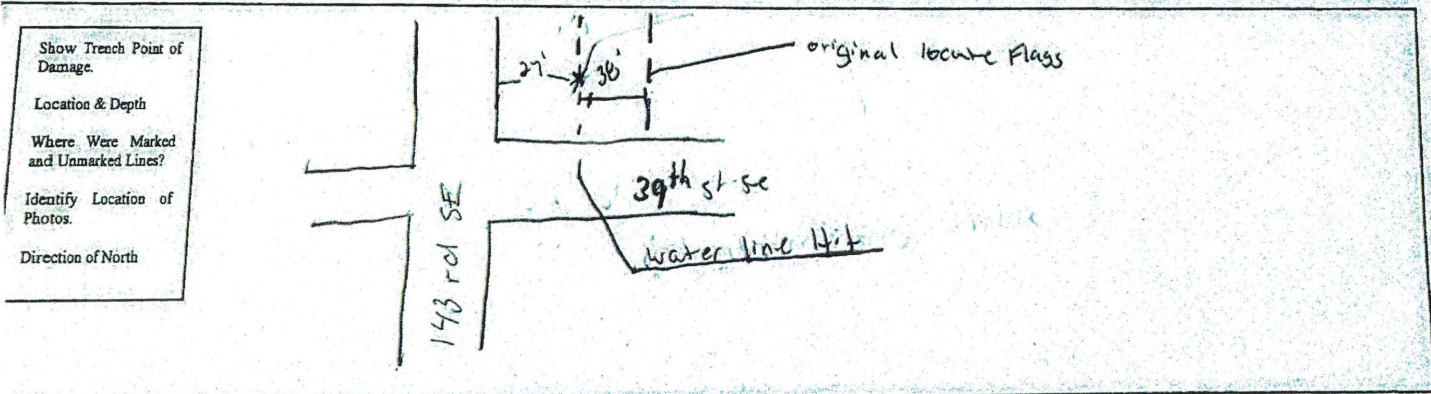 Show Trench Point of
Damage.
Location & Depth
Where Were Marked
and Unmarked Lines?
Identify Location of
Photos.
Direction of North
27'
38'
original locate Flags
39th st se
water line Hit
143 rd SE